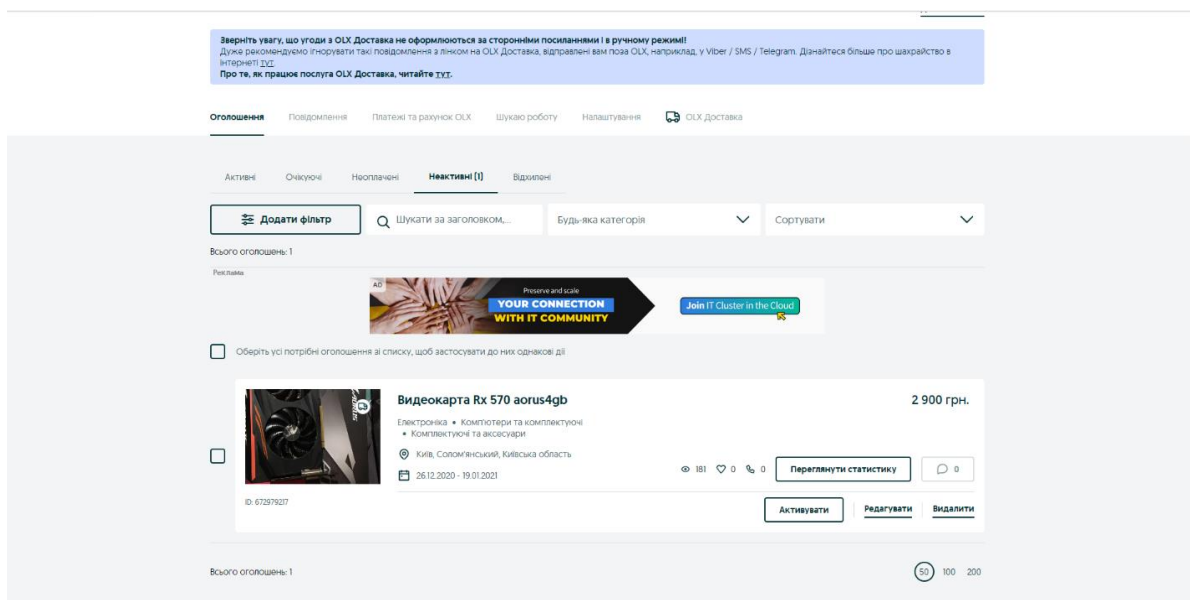 Зверніть увагу, що угоди з OLX Доставка не оформлюються за сторонніми посиланнями і в ручному режимі!
Дуже рекомендуємо ігнорувати такі повідомлення з лінком на OLX Доставка, відправлені вам поза OLX, наприклад, у Viber / SMS / Telegram. Дізнайтеся більше про шахрайство в
інтернеті тут.
Про те, як працює послуга OLX Доставка, читайте тут.
Оголошення Повідомлення Платежі та рахунок OLX Шукаю роботу Налаштування OLX Доставка
Активні Очікуючі Неоплачені Неактивні (1) Відхилені
Додати фільтр Шукати за заголовком,... Будь-яка категорія Сортувати
Всього оголошень: 1
Реклама
AD
Preserve and scale
YOUR CONNECTION
WITH IT COMMUNITY
Join IT Cluster in the Cloud
Оберіть усі потрібні оголошення зі списку, щоб застосувати до них однакові дії
AORUS
Видеокарта Rx 570 aorus4gb 2 900 грн.
Електроніка • Комп'ютери та комплектуючі
• Комплектуючі та аксесуари
Київ, Солом'янський, Київська область
181 0 0 Переглянути статистику 0
26.12.2020 - 19.01.2021
ID: 672979217
Активувати Редагувати Видалити
Всього оголошень: 1 50 100 200